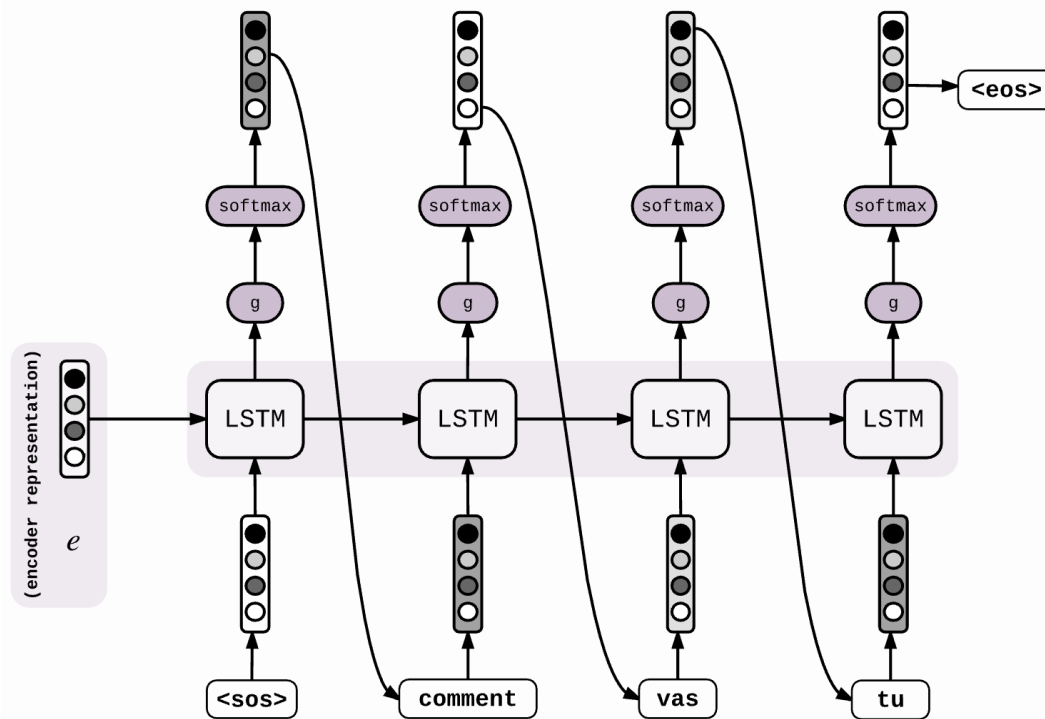 <eos>
softmax softmax softmax softmax
g g g g
(encoder representation)
LSTM LSTM LSTM LSTM
e
<sos> comment vas tu